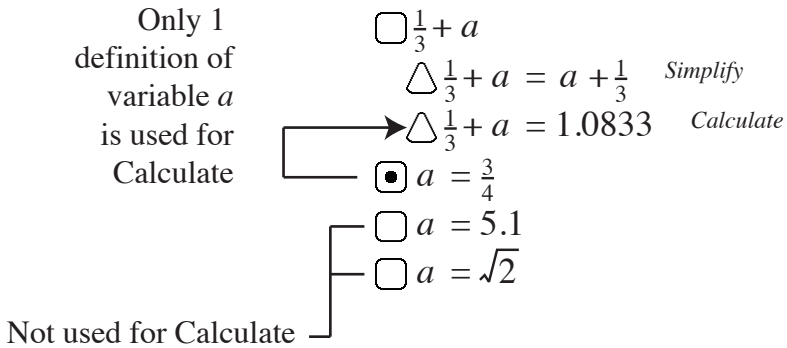 Only 1
definition of
variable a
is used for
Calculate
1/3 + a
1/3 + a = a + 1/3 Simplify
1/3 + a = 1.0833 Calculate
a = 3/4
a = 5.1
a = √2
Not used for Calculate